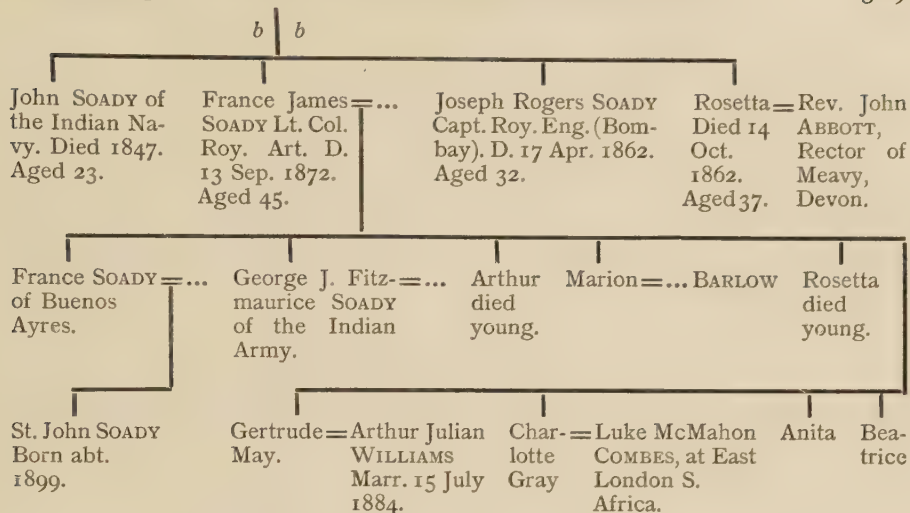 b b
John SOADY of
the Indian Na-
vy. Died 1847.
Aged 23.
France James=...
SOADY Lt. Col.
Roy. Art. D.
13 Sep. 1872.
Aged 45.
Joseph Rogers SOADY
Capt. Roy. Eng. (Bom-
bay). D. 17 Apr. 1862.
Aged 32.
Rosetta=Rev. John
Died 14 ABBOTT,
Oct. Rector of
1862. Meavy,
Aged 37. Devon.
France SOADY=...
of Buenos
Ayres.
George J. Fitz-=...
maurice SOADY
of the Indian
Army.
Arthur
died
young.
Marion=... BARLOW
Rosetta
died
young.
St. John SOADY
Born abt.
1899.
Gertrude=Arthur Julian
May. WILLIAMS
Marr. 15 July
1884.
Char-=Luke McMahon
lotte COMBES, at East
Gray London S.
Africa.
Anita
Bea-
trice